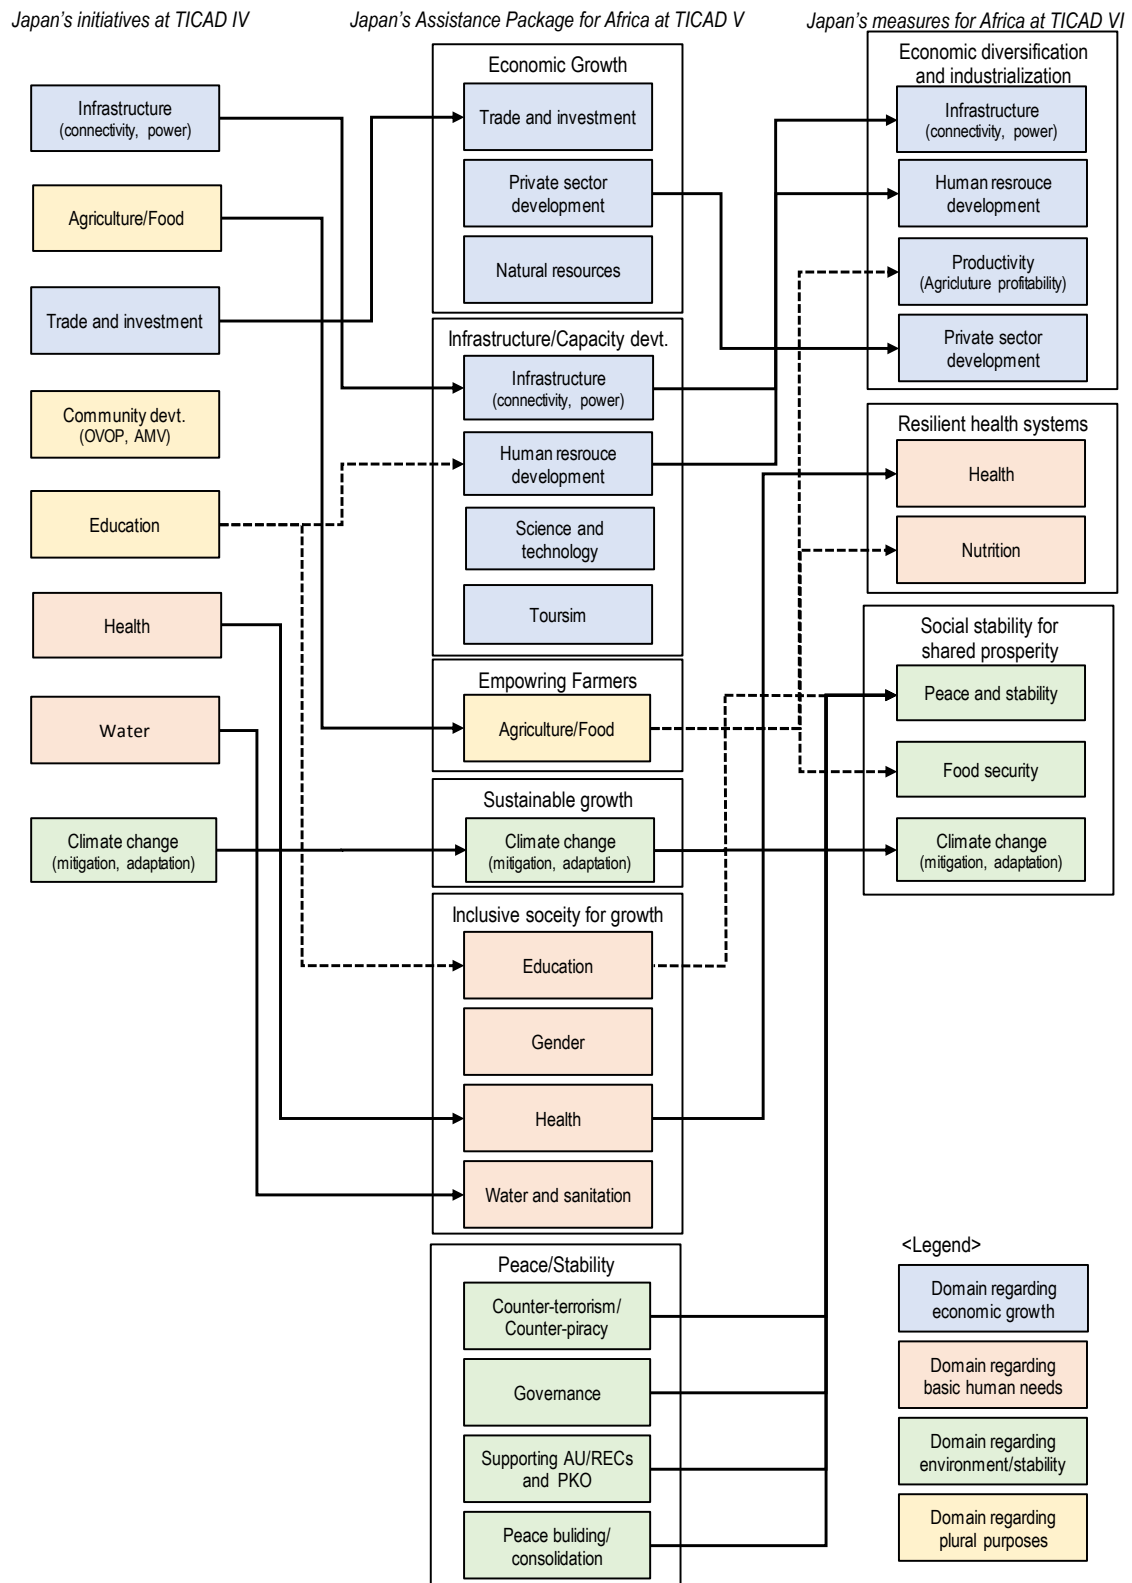 Japan's initiatives at TICAD IV
Infrastructure
(connectivity, power)
Agriculture/Food
Trade and investment
Community devt.
(OVOP, AMV)
Education
Health
Water
Climate change
(mitigation, adaptation)
Japan's Assistance Package for Africa at TICAD V
Economic Growth
Trade and investment
Private sector
development
Natural resources
Infrastructure/Capacity devt.
Infrastructure
(connectivity, power)
Human resrouce
development
Science and
technology
Toursim
Empowring Farmers
Agriculture/Food
Sustainable growth
Climate change
(mitigation, adaptation)
Inclusive soceity for growth
Education
Gender
Health
Water and sanitation
Peace/Stability
Counter-terrorism/
Counter-piracy
Governance
Supporting AU/RECs
and PKO
Peace buliding/
consolidation
Japan's measures for Africa at TICAD VI
Economic diversification
and industrialization
Infrastructure
(connectivity, power)
Human resrouce
development
Productivity
(Agricluture profitability)
Private sector
development
Resilient health systems
Health
Nutrition
Social stability for
shared prosperity
Peace and stability
Food security
Climate change
(mitigation, adaptation)
<Legend>
Domain regarding
economic growth
Domain regarding
basic human needs
Domain regarding
environment/stability
Domain regarding
plural purposes